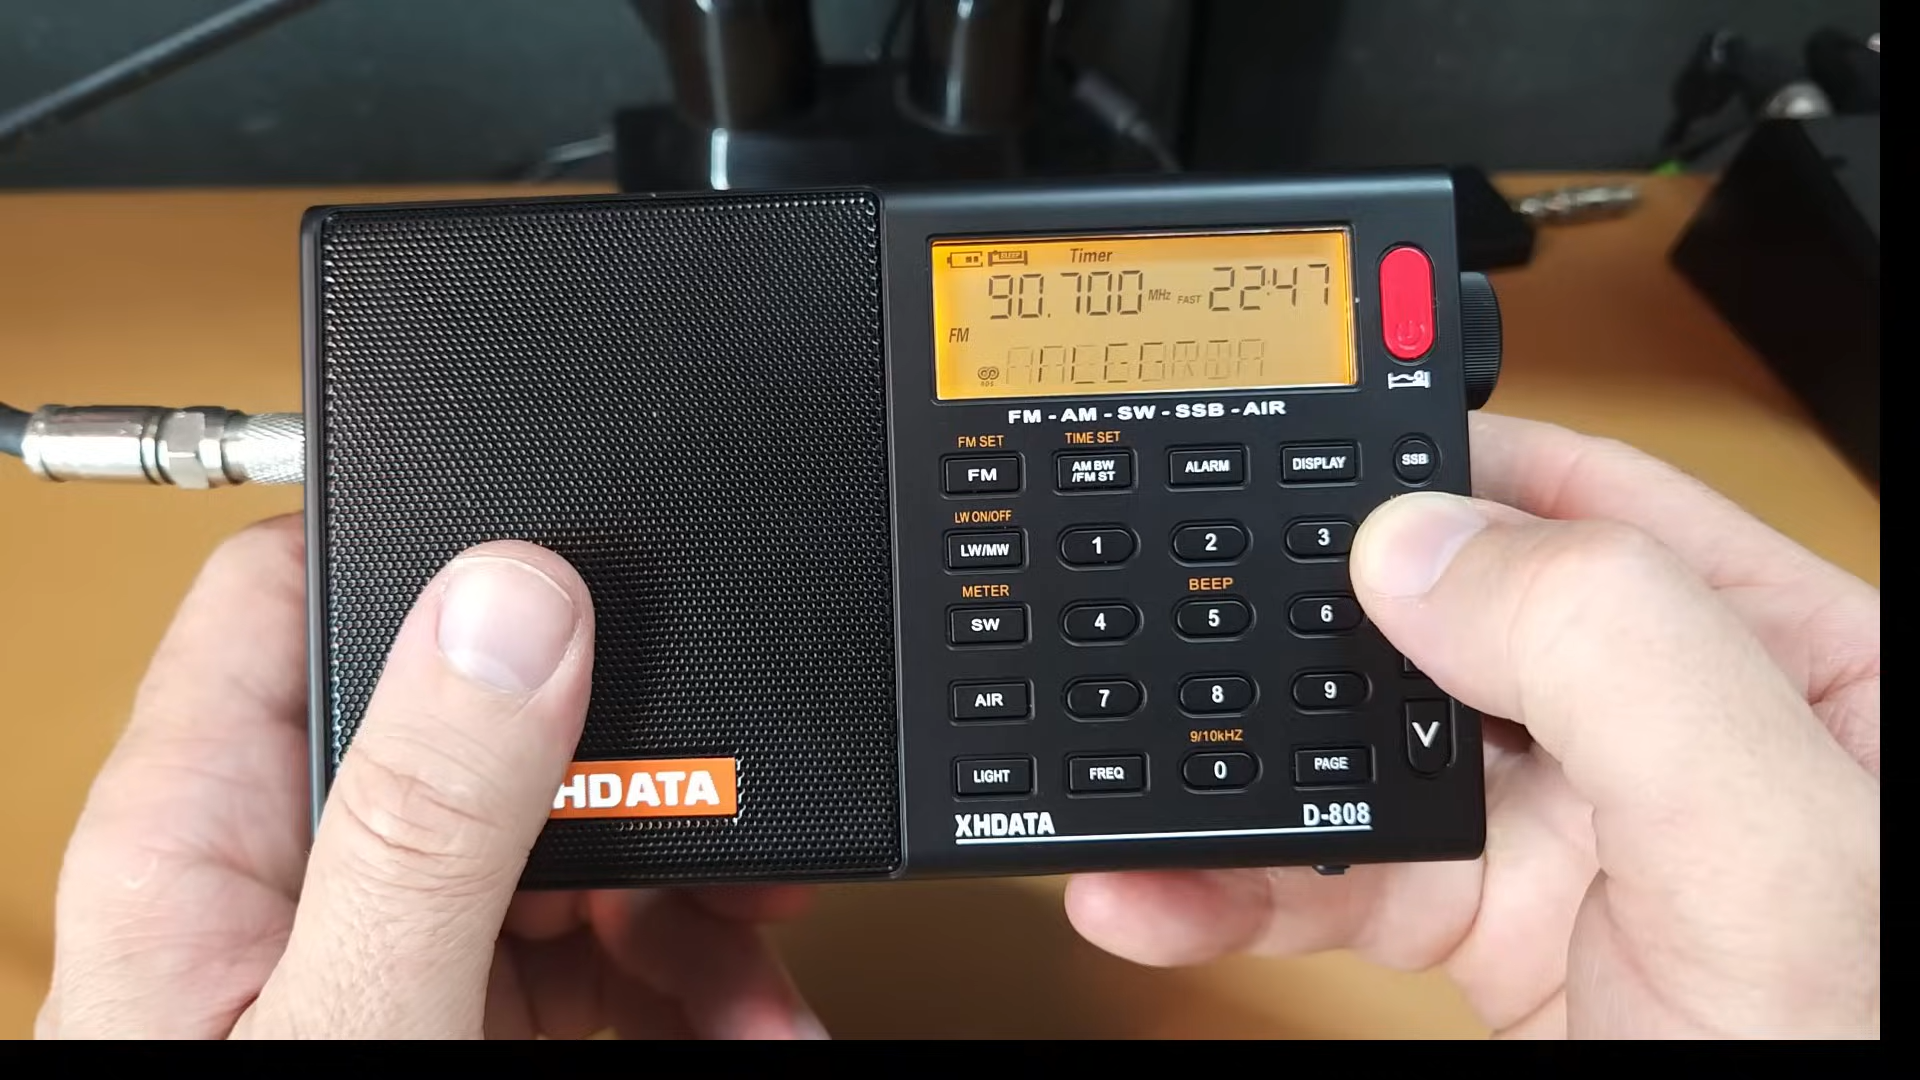 SLEEP Timer
90.700 MHz FAST 22:47
FM
RDS
FM - AM - SW - SSB - AIR
FM SET TIME SET
FM AM BW /FM ST ALARM DISPLAY SSB
LW ON/OFF
LW/MW 1 2 3
METER BEEP
SW 4 5 6
AIR 7 8 9
V
9/10kHZ
LIGHT FREQ 0 PAGE
HDATA
XHDATA D-808